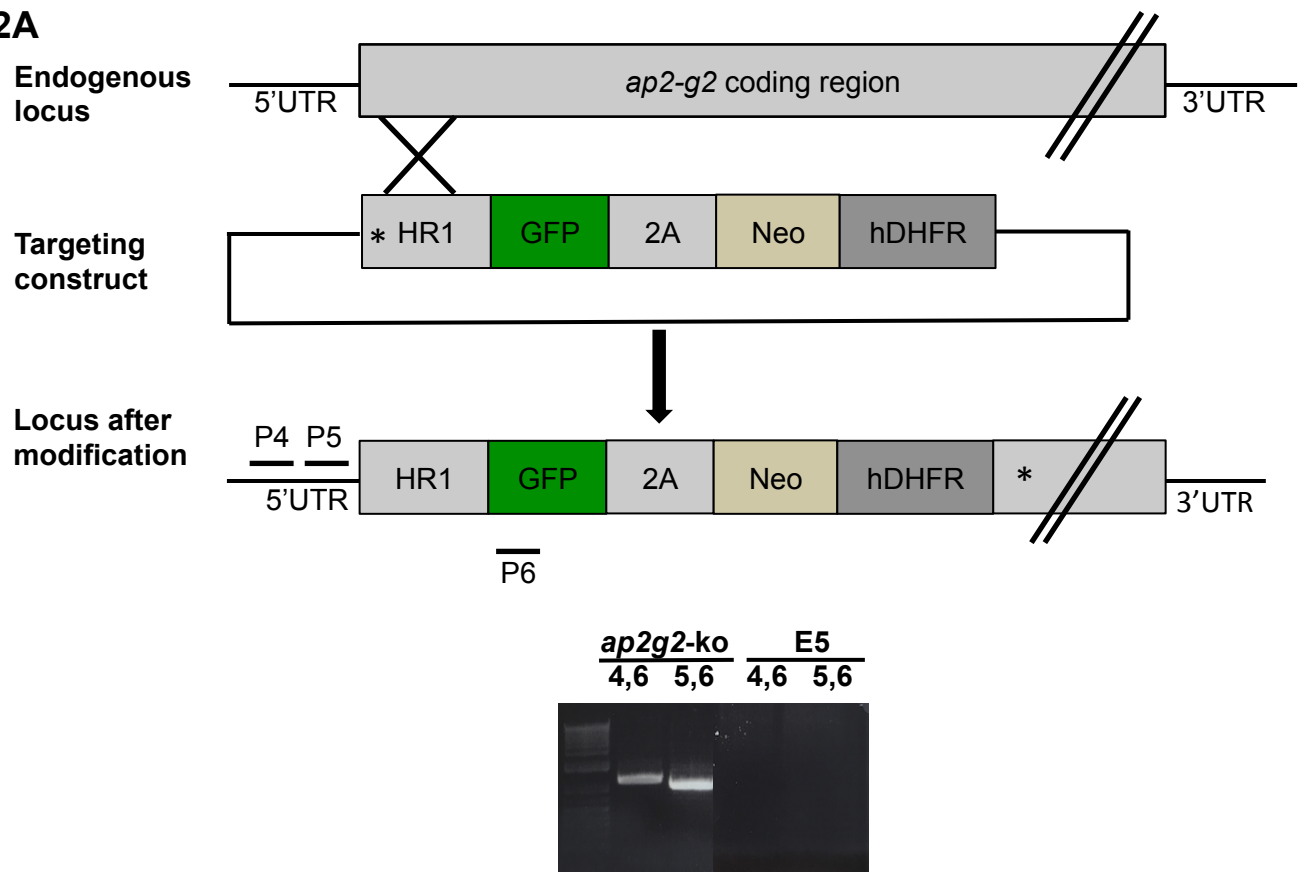 2A
Endogenous
locus
5'UTR
ap2-g2 coding region
3'UTR
Targeting
construct
* HR1 GFP 2A Neo hDHFR
Locus after
modification
P4 P5
5'UTR
HR1 GFP 2A Neo hDHFR *
3'UTR
P6
ap2g2-ko E5
4,6 5,6 4,6 5,6